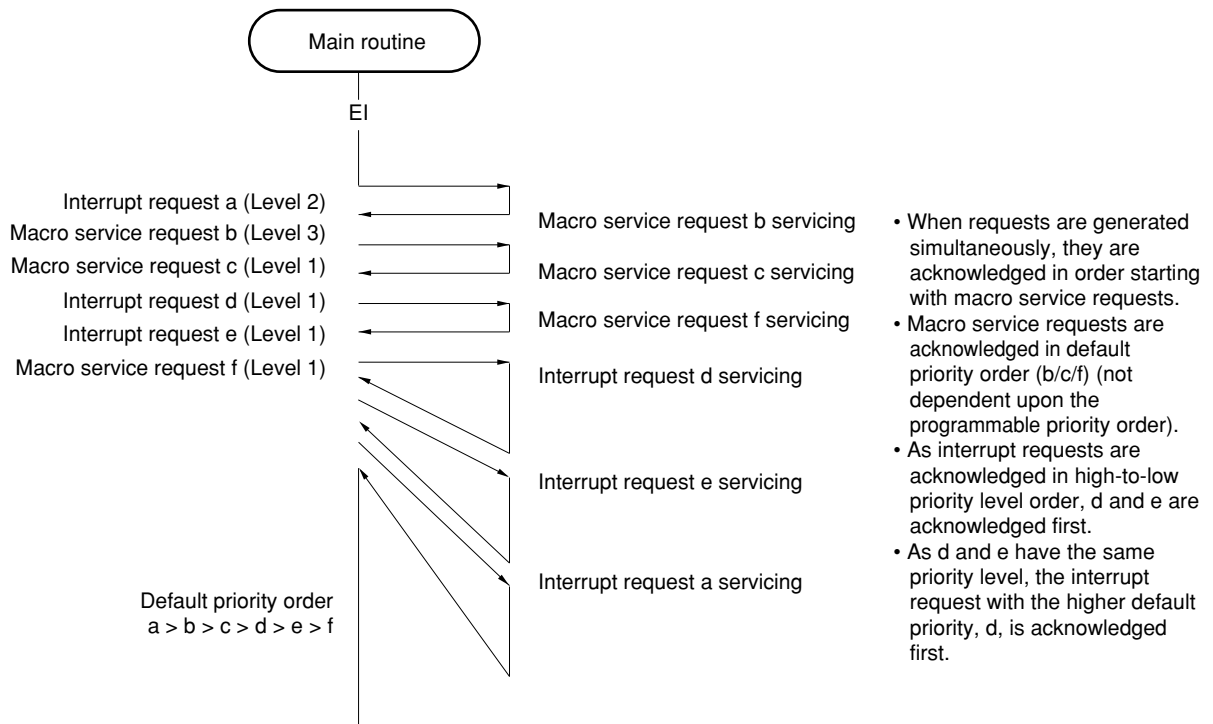 Main routine
EI
Interrupt request a (Level 2)
Macro service request b (Level 3)
Macro service request c (Level 1)
Interrupt request d (Level 1)
Interrupt request e (Level 1)
Macro service request f (Level 1)
Default priority order
a > b > c > d > e > f
Macro service request b servicing
Macro service request c servicing
Macro service request f servicing
Interrupt request d servicing
Interrupt request e servicing
Interrupt request a servicing
• When requests are generated
simultaneously, they are
acknowledged in order starting
with macro service requests.
• Macro service requests are
acknowledged in default
priority order (b/c/f) (not
dependent upon the
programmable priority order).
• As interrupt requests are
acknowledged in high-to-low
priority level order, d and e are
acknowledged first.
• As d and e have the same
priority level, the interrupt
request with the higher default
priority, d, is acknowledged
first.